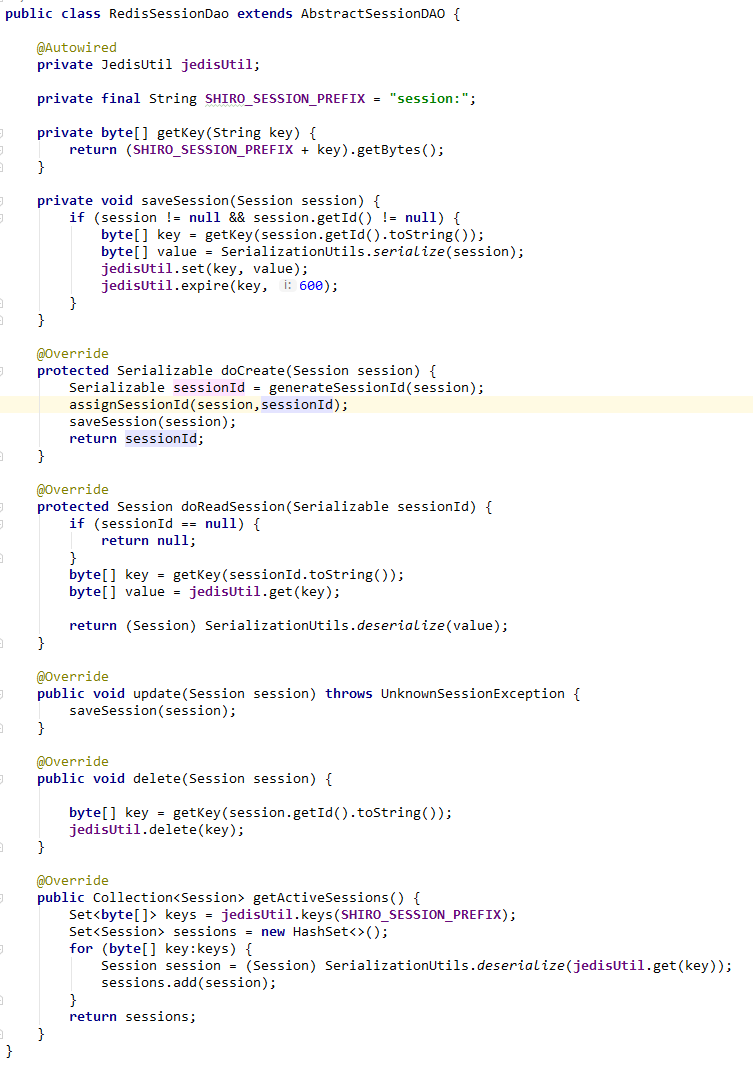 public class RedisSessionDao extends AbstractSessionDAO {
@Autowired
private JedisUtil jedisUtil;
private final String SHIRO_SESSION_PREFIX = "session:";
private byte[] getKey(String key) {
return (SHIRO_SESSION_PREFIX + key).getBytes();
}
private void saveSession(Session session) {
if (session != null && session.getId() != null) {
byte[] key = getKey(session.getId().toString());
byte[] value = SerializationUtils.serialize(session);
jedisUtil.set(key, value);
jedisUtil.expire(key, i: 600);
}
}
@Override
protected Serializable doCreate(Session session) {
Serializable sessionId = generateSessionId(session);
assignSessionId(session,sessionId);
saveSession(session);
return sessionId;
}
@Override
protected Session doReadSession(Serializable sessionId) {
if (sessionId == null) {
return null;
}
byte[] key = getKey(sessionId.toString());
byte[] value = jedisUtil.get(key);
return (Session) SerializationUtils.deserialize(value);
}
@Override
public void update(Session session) throws UnknownSessionException {
saveSession(session);
}
@Override
public void delete(Session session) {
byte[] key = getKey(session.getId().toString());
jedisUtil.delete(key);
}
@Override
public Collection<Session> getActiveSessions() {
Set<byte[]> keys = jedisUtil.keys(SHIRO_SESSION_PREFIX);
Set<Session> sessions = new HashSet<>();
for (byte[] key:keys) {
Session session = (Session) SerializationUtils.deserialize(jedisUtil.get(key));
sessions.add(session);
}
return sessions;
}
}